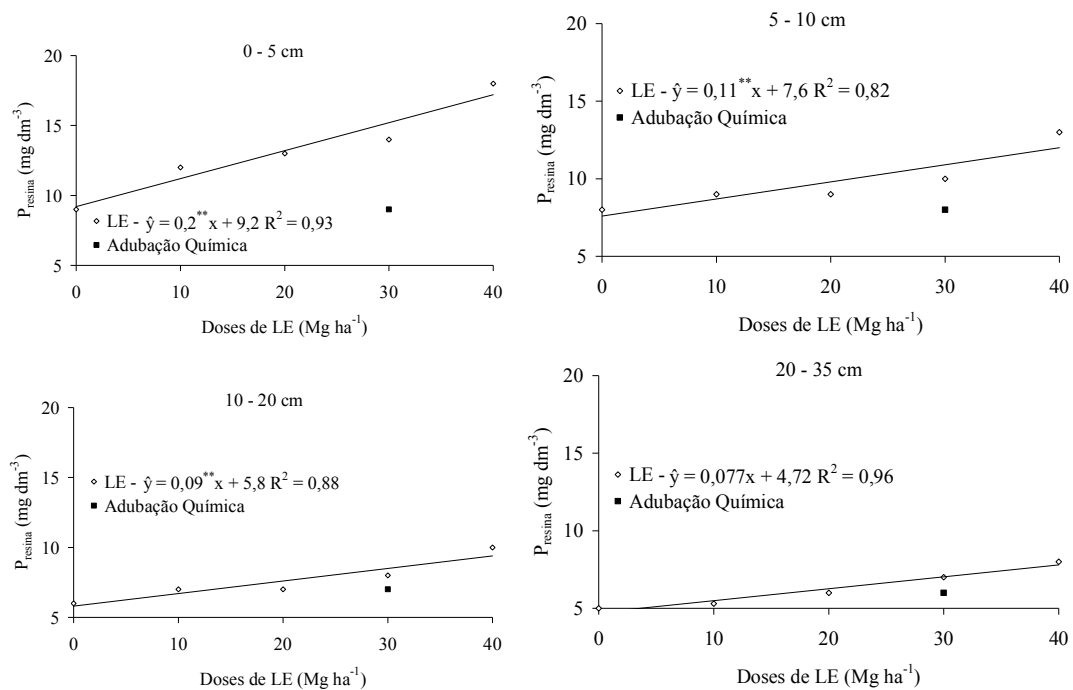 0 - 5 cm
20
15
10
5
P_resina (mg dm^-3)
LE - ŷ = 0,2^**x + 9,2 R^2 = 0,93
Adubação Química
0 10 20 30 40
Doses de LE (Mg ha^-1)
5 - 10 cm
20
15
10
5
P_resina (mg dm^-3)
LE - ŷ = 0,11^**x + 7,6 R^2 = 0,82
Adubação Química
0 10 20 30 40
Doses de LE (Mg ha^-1)
10 - 20 cm
20
15
10
5
P_resina (mg dm^-3)
LE - ŷ = 0,09^**x + 5,8 R^2 = 0,88
Adubação Química
0 10 20 30 40
Doses de LE (Mg ha^-1)
20 - 35 cm
20
15
10
5
P_resina (mg dm^-3)
LE - ŷ = 0,077x + 4,72 R^2 = 0,96
Adubação Química
0 10 20 30 40
Doses de LE (Mg ha^-1)